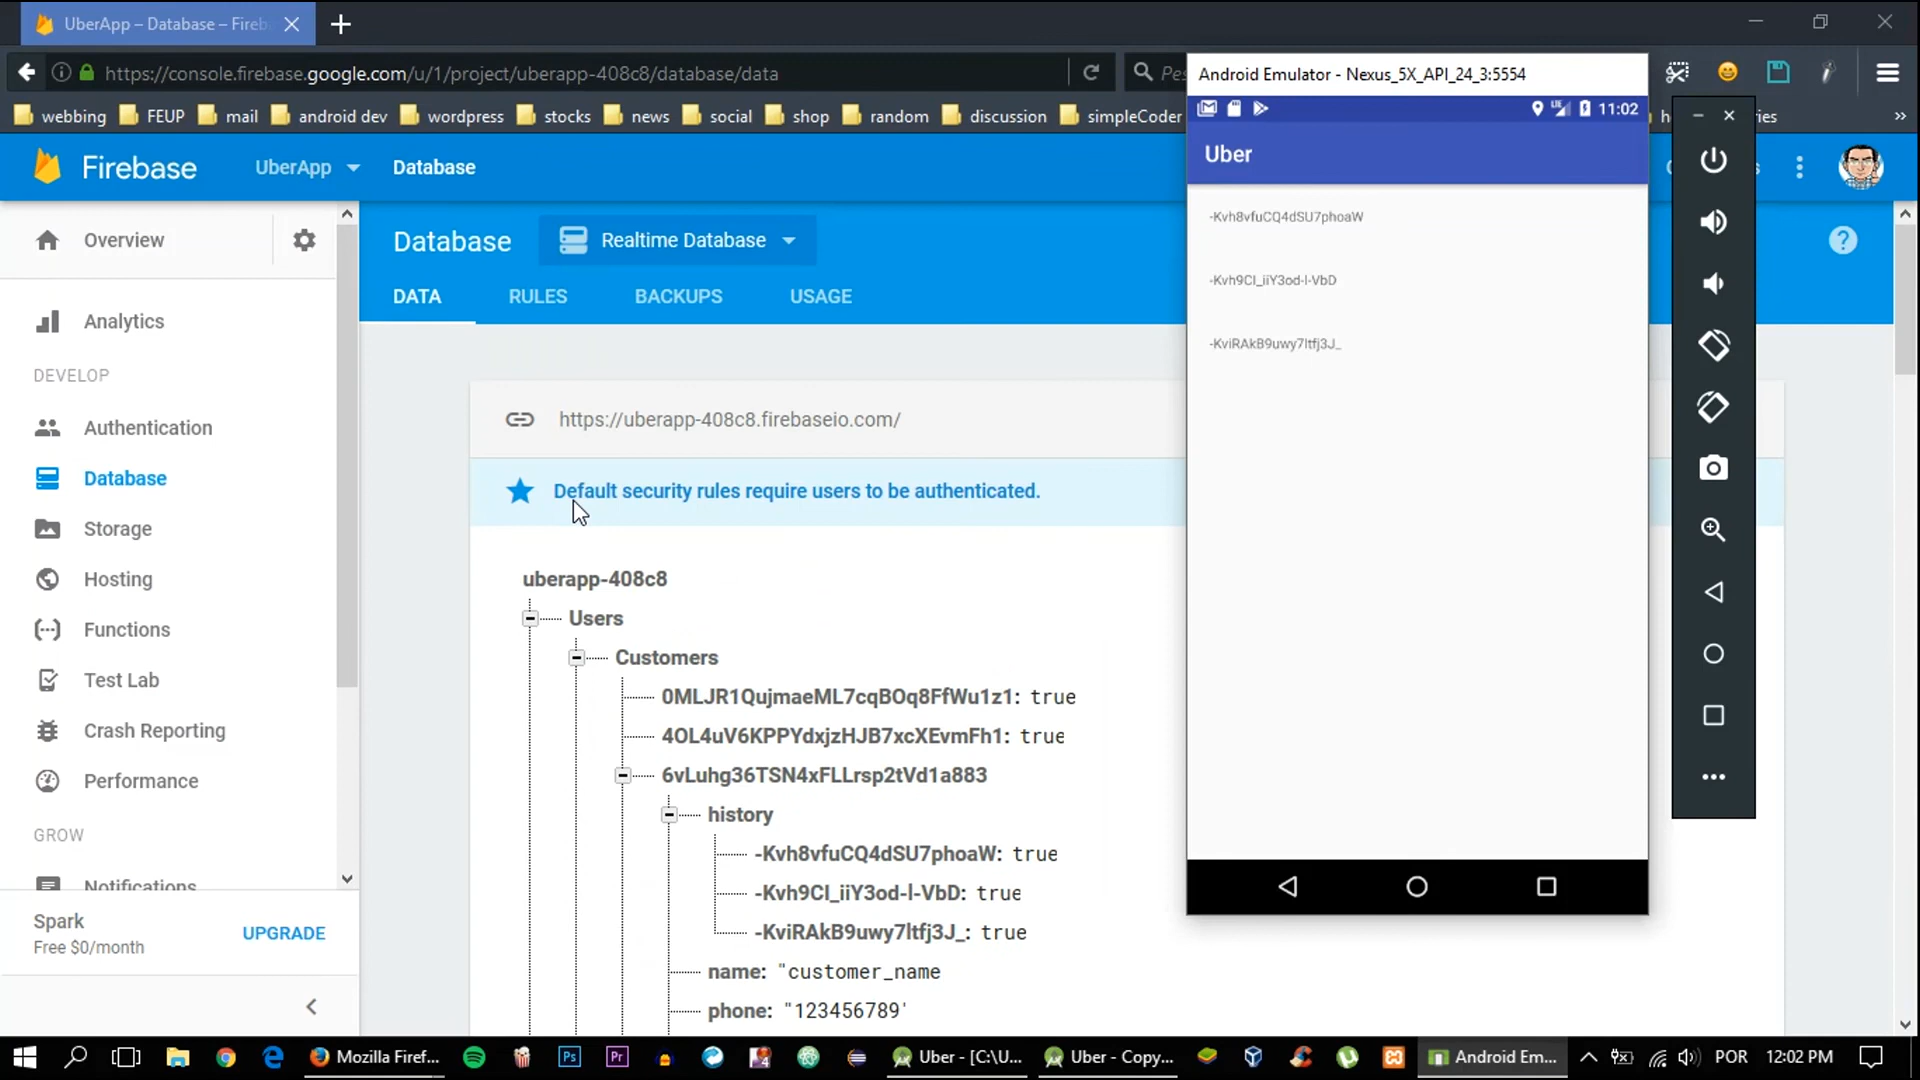 UberApp – Database – Fireb
https://console.firebase.google.com/u/1/project/uberapp-408c8/database/data
Pes
webbing
FEUP
mail
android dev
wordpress
stocks
news
social
shop
random
discussion
simpleCoder
Firebase
UberApp
Database
Overview
Analytics
DEVELOP
Authentication
Database
Storage
Hosting
Functions
Test Lab
Crash Reporting
Performance
GROW
Notifications
Spark
Free $0/month
UPGRADE
Database
Realtime Database
DATA
RULES
BACKUPS
USAGE
https://uberapp-408c8.firebaseio.com/
Default security rules require users to be authenticated.
uberapp-408c8
Users
Customers
0MLJR1QujmaeML7cqBOq8FfWu1z1: true
4OL4uV6KPPYdxjzHJB7xcXEvmFh1: true
6vLuhg36TSN4xFLLrsp2tVd1a883
history
-Kvh8vfuCQ4dSU7phoaW: true
-Kvh9CI_iiY3od-l-VbD: true
-KviRAkB9uwy7ltfj3J_: true
name: "customer_name
phone: "123456789'
Android Emulator - Nexus_5X_API_24_3:5554
LTE
11:02
Uber
-Kvh8vfuCQ4dSU7phoaW
-Kvh9CI_iiY3od-l-VbD
-KviRAkB9uwy7ltfj3J_
Mozilla Firef...
Ps
Pr
Uber - [C:\U...
Uber - Copy...
Android Em...
POR
12:02 PM